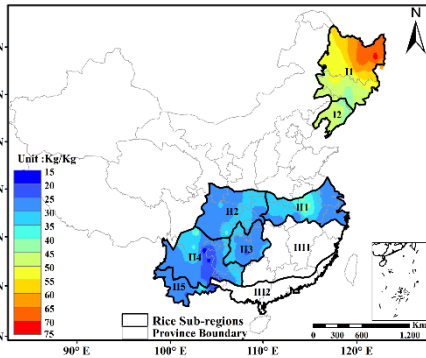 N
I1
I2
Unit :Kg/Kg
15
20
25
30
35
40
45
50
55
60
65
70
75
II1
II2
II3
II4
II5
III1
III2
Rice Sub-regions
Province Boundary
Km
0 300 600 1,200
90° E 100° E 110° E 120° E